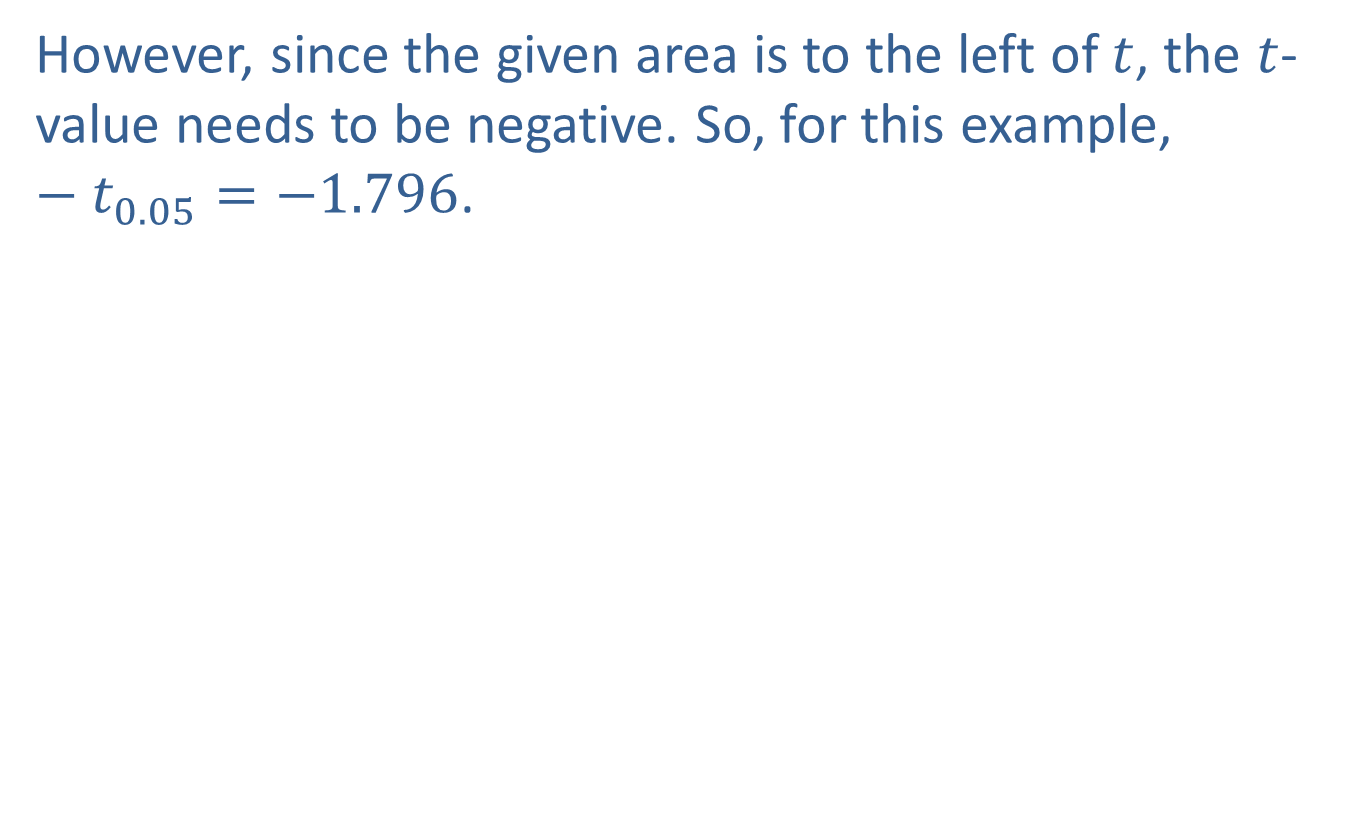 However, since the given area is to the left of t, the t-
value needs to be negative. So, for this example,
− t₀.₀₅ = −1.796.